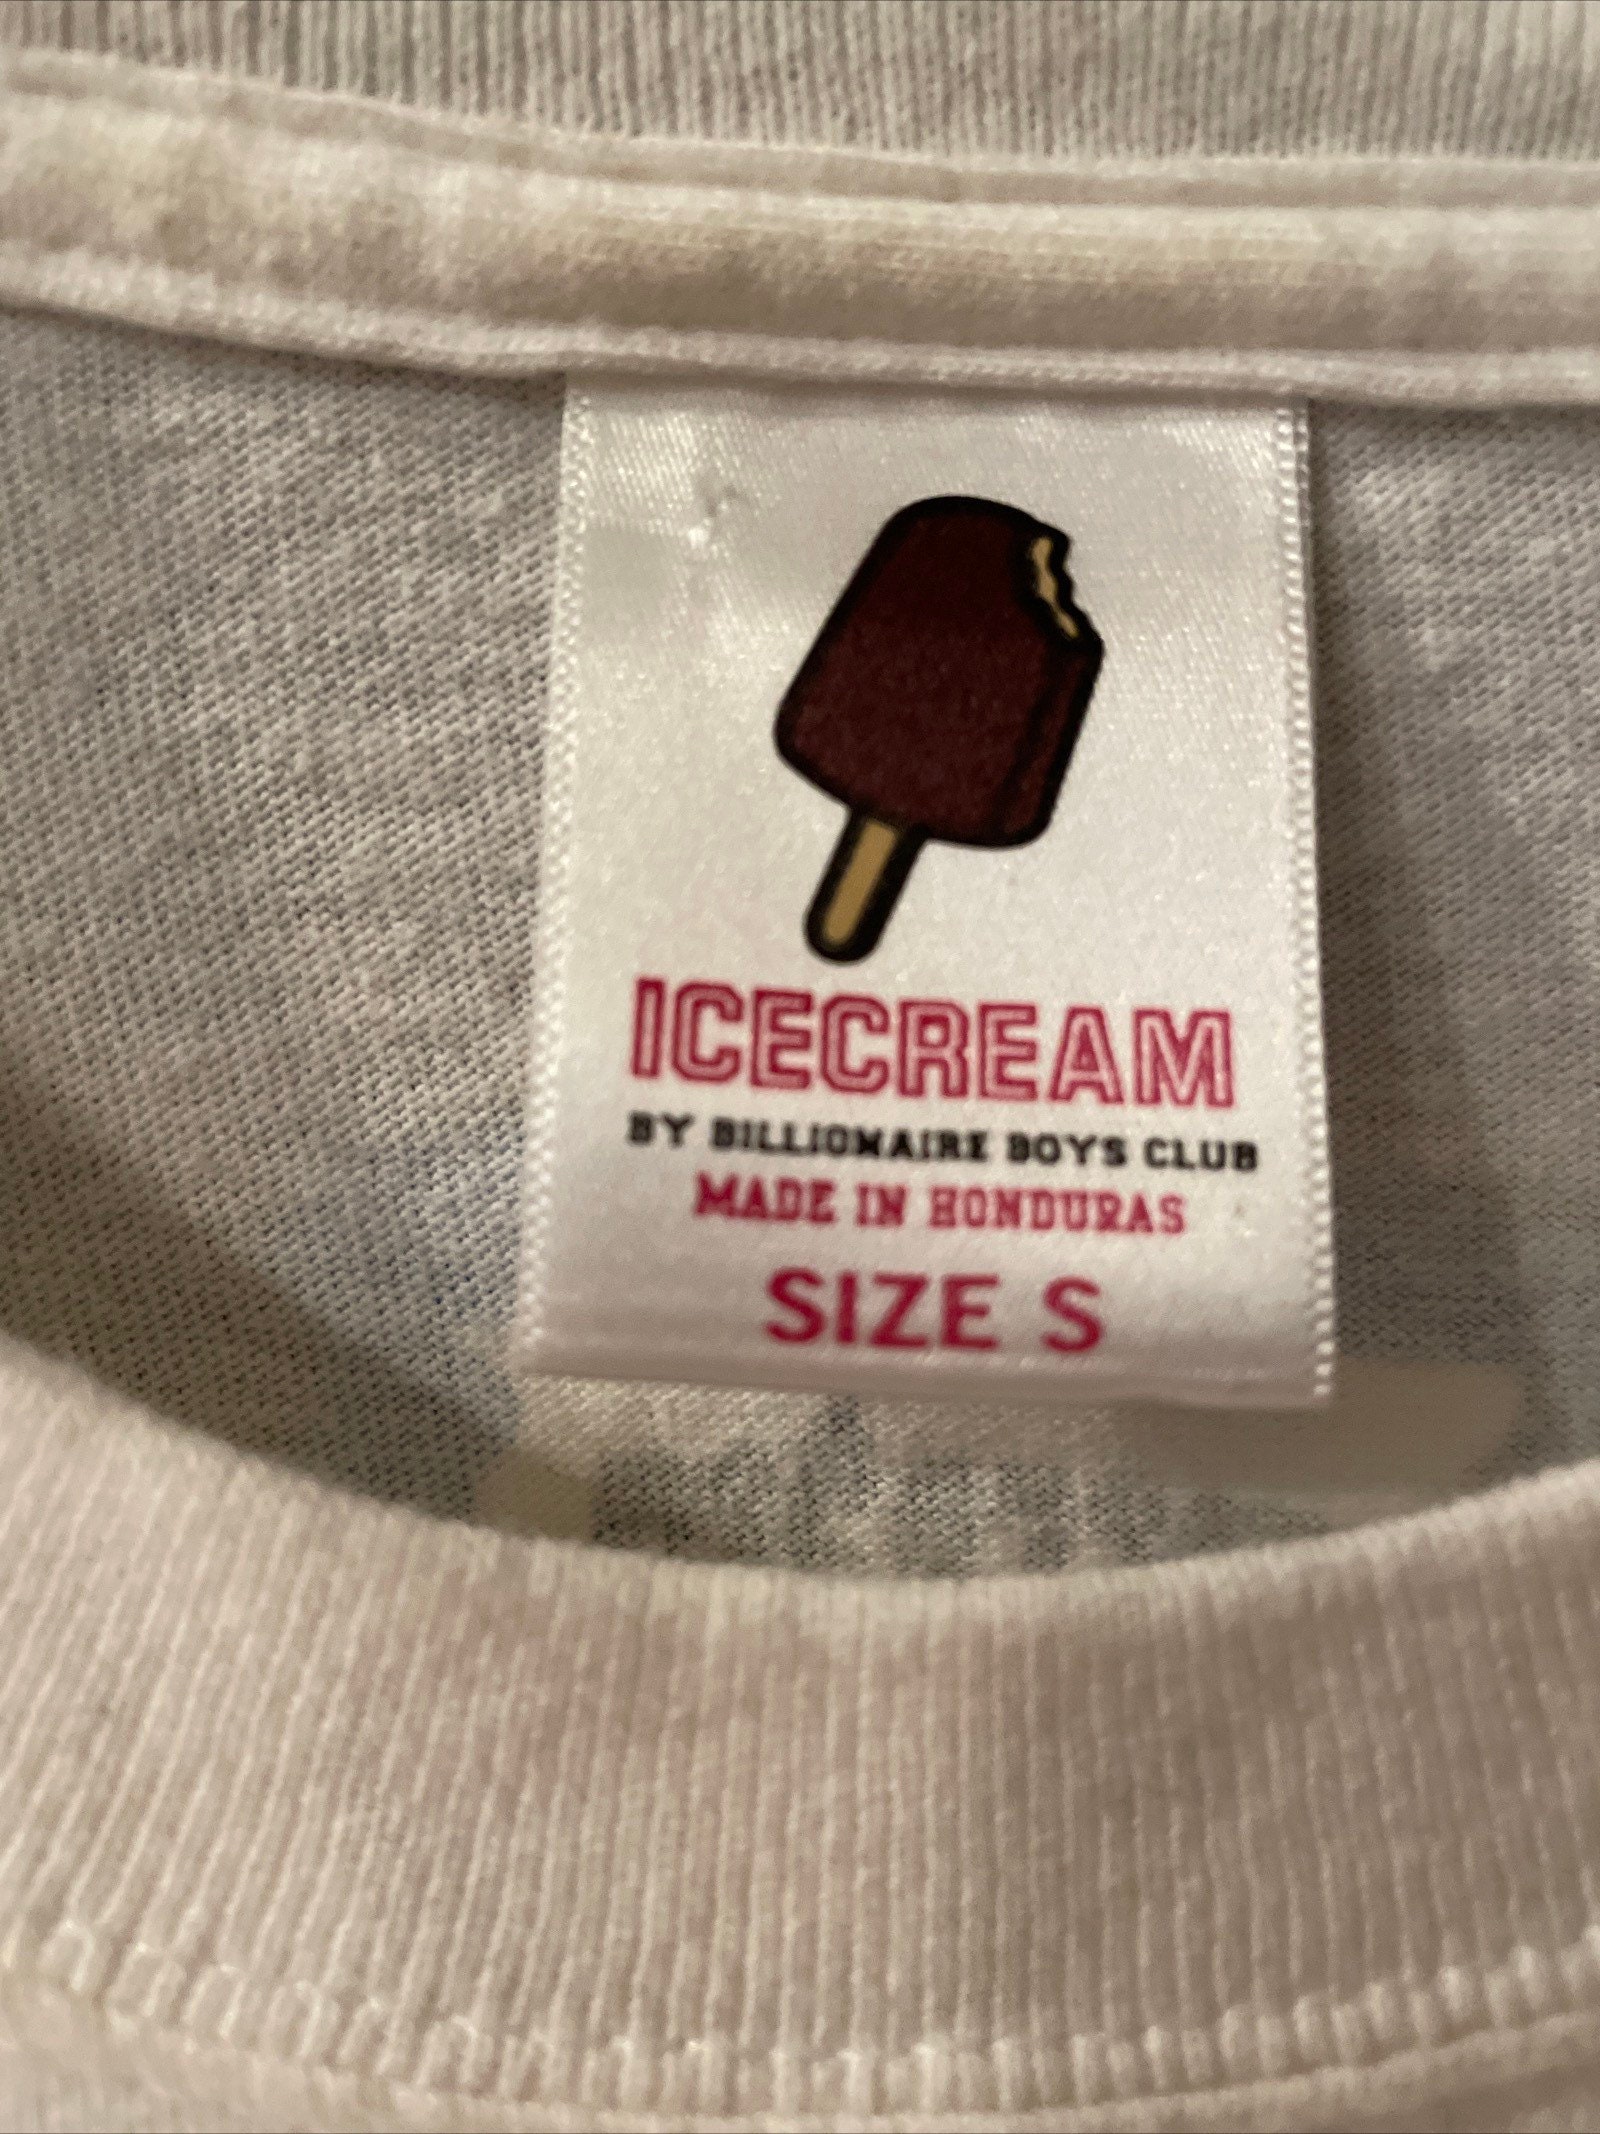 ICECREAM
BY BILLIONAIRE BOYS CLUB
MADE IN HONDURAS
SIZE S